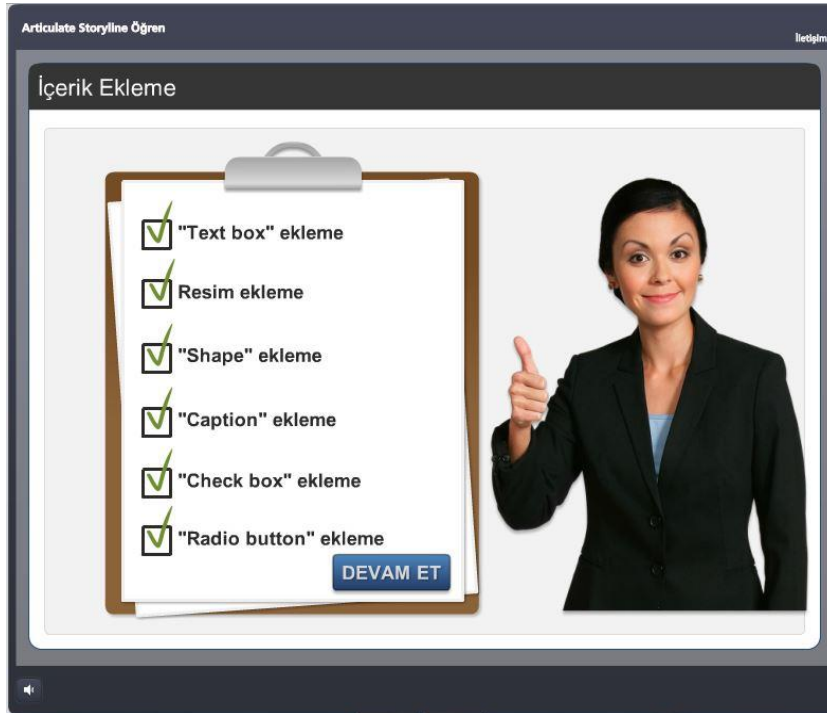 Articulate Storyline Öğren
İletişim
İçerik Ekleme
"Text box" ekleme
Resim ekleme
"Shape" ekleme
"Caption" ekleme
"Check box" ekleme
"Radio button" ekleme
DEVAM ET